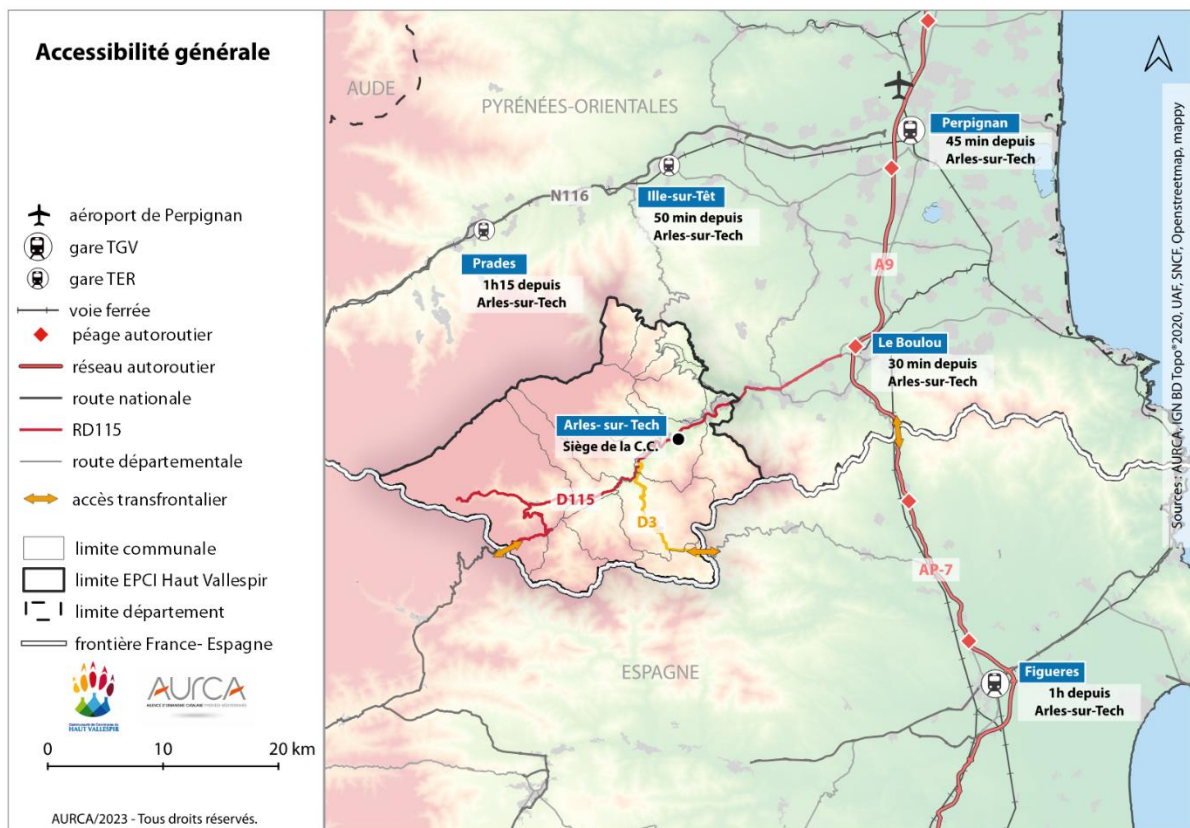 Accessibilité générale
aéroport de Perpignan
gare TGV
gare TER
voie ferrée
péage autoroutier
réseau autoroutier
route nationale
RD115
route départementale
accès transfrontalier
limite communale
limite EPCI Haut Vallespir
limite département
frontière France- Espagne
HAUT VALLESPIR
AURCA
0 10 20 km
AURCA/2023 - Tous droits réservés.
AUDE
PYRÉNÉES-ORIENTALES
Perpignan
45 min depuis
Arles-sur-Tech
N116
Ille-sur-Têt
50 min depuis
Arles-sur-Tech
Prades
1h15 depuis
Arles-sur-Tech
A9
Le Boulou
30 min depuis
Arles-sur-Tech
Arles- sur- Tech
Siège de la C.C.
D115
D3
AP-7
ESPAGNE
Figueres
1h depuis
Arles-sur-Tech
Sources: AURCA, IGN BD Topo®2020, UAF, SNCF, Openstreetmap, mappy